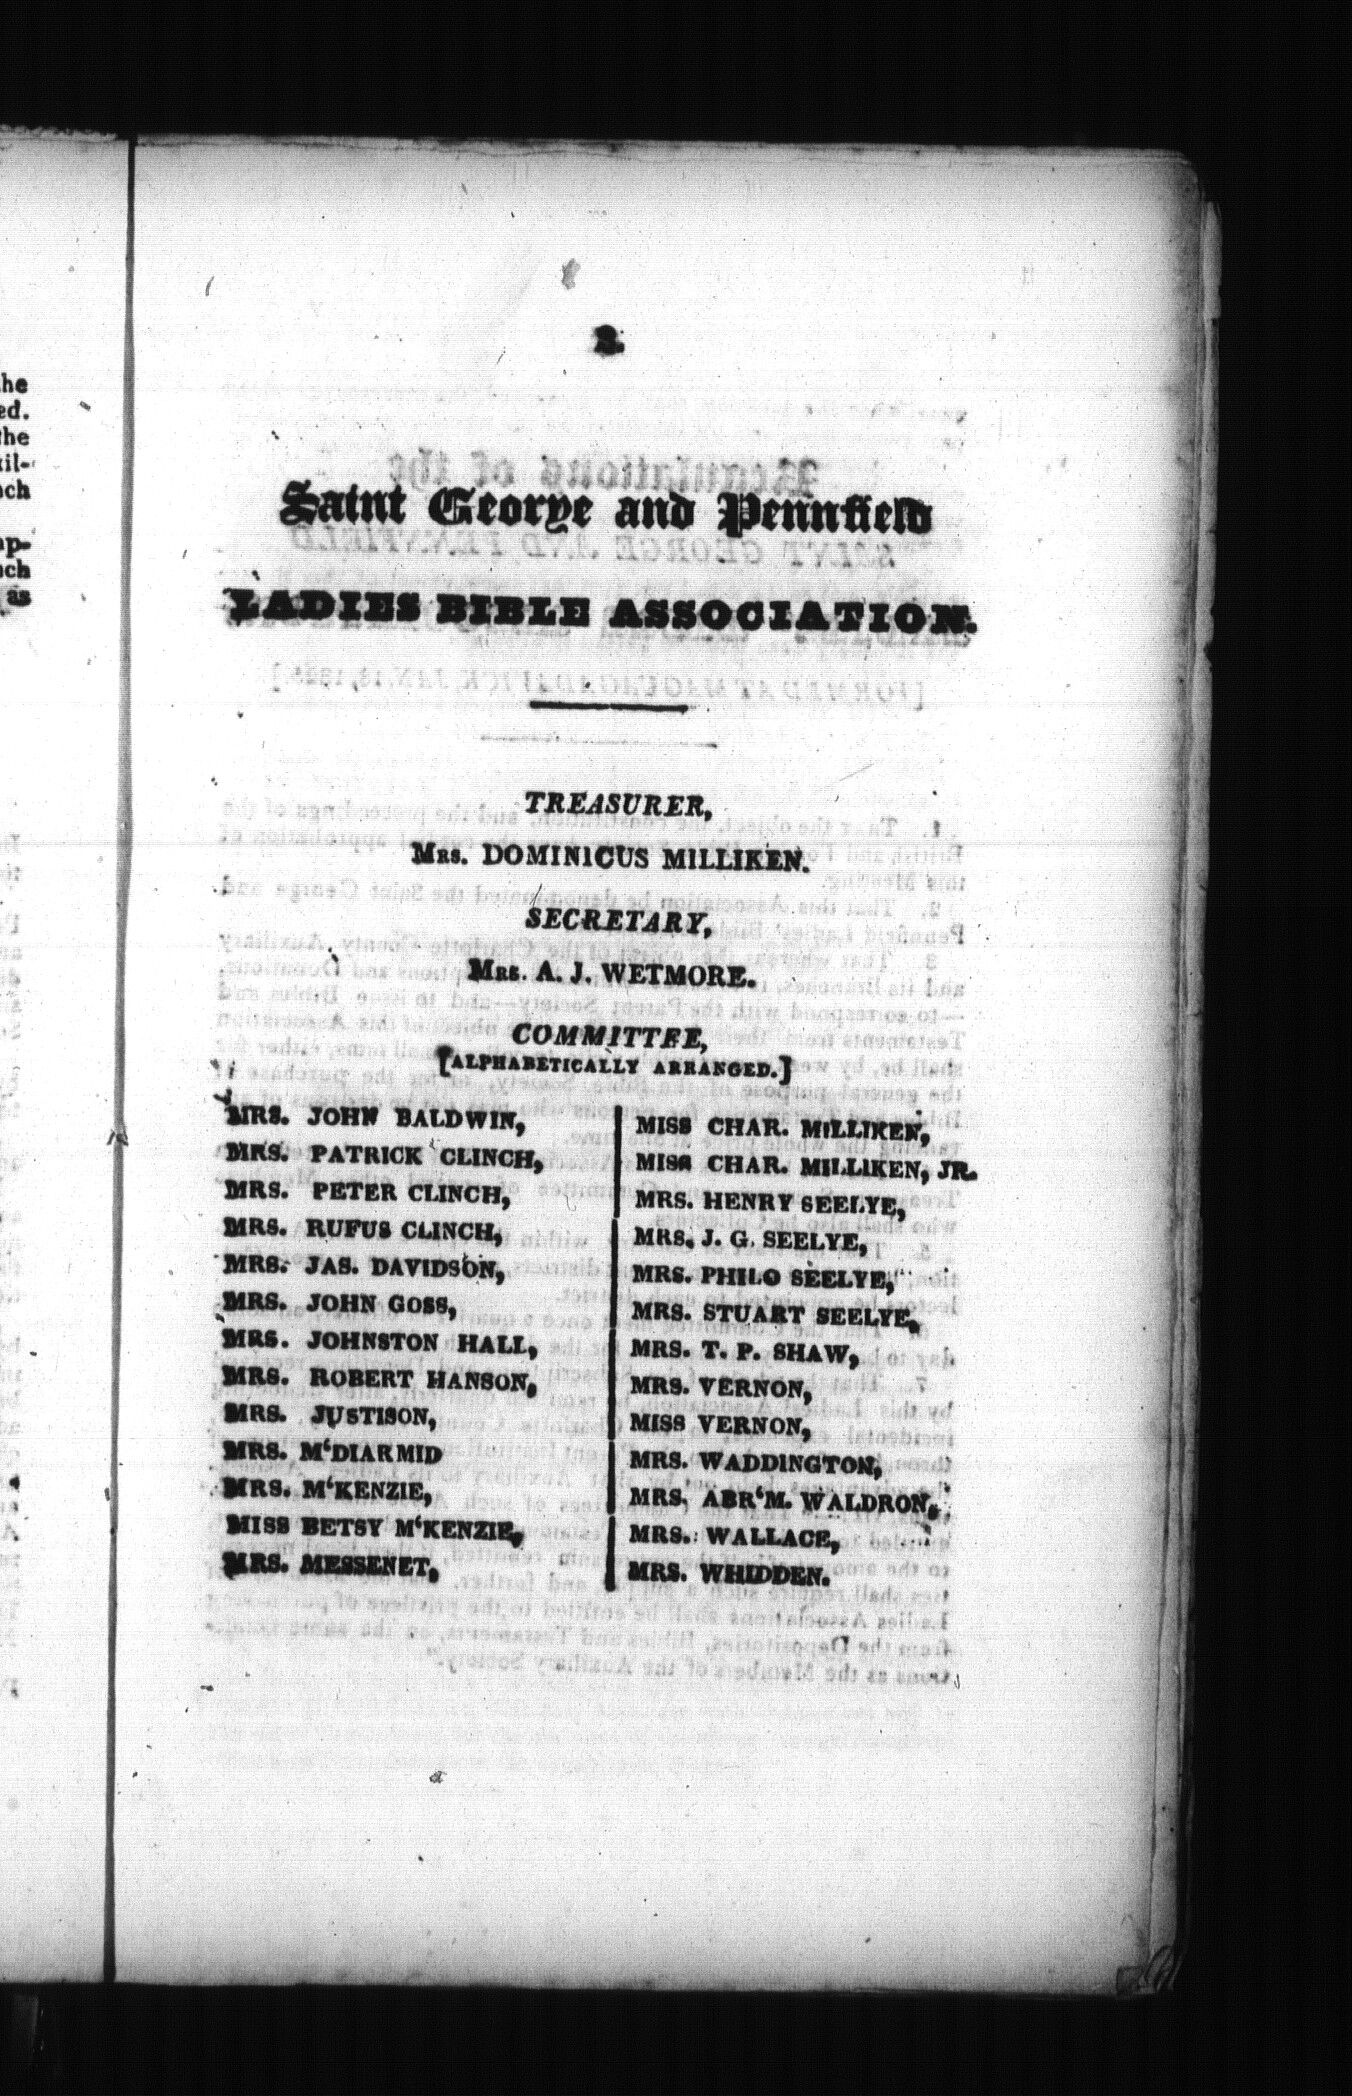 Saint George and Pennfield
LADIES BIBLE ASSOCIATION.
TREASURER,
MRS. DOMINICUS MILLIKEN.
SECRETARY,
MRS. A. J. WETMORE.
COMMITTEE,
[ALPHABETICALLY ARRANGED.]
MRS. JOHN BALDWIN,
MRS. PATRICK CLINCH,
MRS. PETER CLINCH,
MRS. RUFUS CLINCH,
MRS. JAS. DAVIDSON,
MRS. JOHN GOSS,
MRS. JOHNSTON HALL,
MRS. ROBERT HANSON,
MRS. JUSTISON,
MRS. M‘DIARMID
MRS. M‘KENZIE,
MISS BETSY M‘KENZIE,
MRS. MESSENET,
MISS CHAR. MILLIKEN,
MISS CHAR. MILLIKEN, JR.
MRS. HENRY SEELYE,
MRS. J. G. SEELYE,
MRS. PHILO SEELYE,
MRS. STUART SEELYE,
MRS. T. P. SHAW,
MRS. VERNON,
MISS VERNON,
MRS. WADDINGTON,
MRS. ABR‘M. WALDRON,
MRS. WALLACE,
MRS. WHIDDEN.